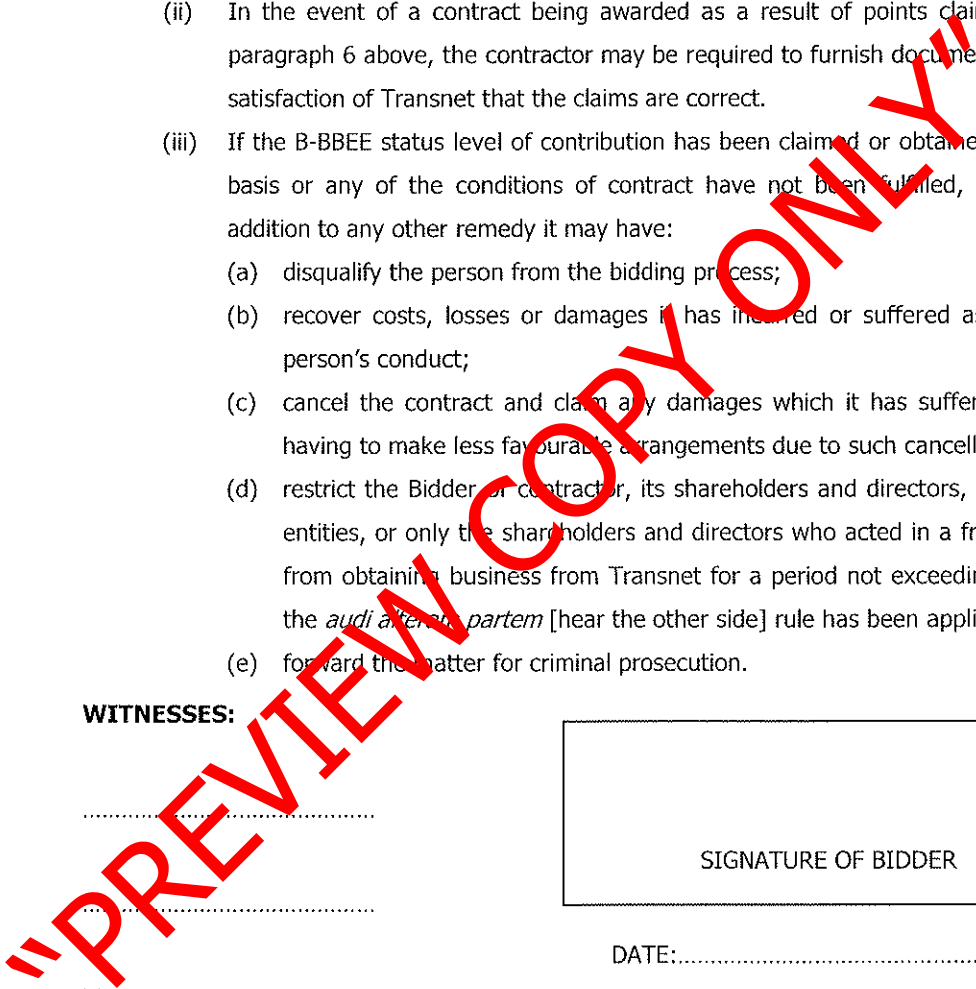 (ii) In the event of a contract being awarded as a result of points clai
paragraph 6 above, the contractor may be required to furnish docume
satisfaction of Transnet that the claims are correct.
(iii) If the B-BBEE status level of contribution has been claimed or obtaine
basis or any of the conditions of contract have not been fulfilled,
addition to any other remedy it may have:
(a) disqualify the person from the bidding process;
(b) recover costs, losses or damages it has incurred or suffered as
person's conduct;
(c) cancel the contract and claim any damages which it has suffer
having to make less favourable arrangements due to such cancell
(d) restrict the Bidder or contractor, its shareholders and directors,
entities, or only the shareholders and directors who acted in a fr
from obtaining business from Transnet for a period not exceedin
the audi alteram partem [hear the other side] rule has been appli
(e) forward the matter for criminal prosecution.
WITNESSES:
SIGNATURE OF BIDDER
DATE:
"PREVIEW COPY ONLY"